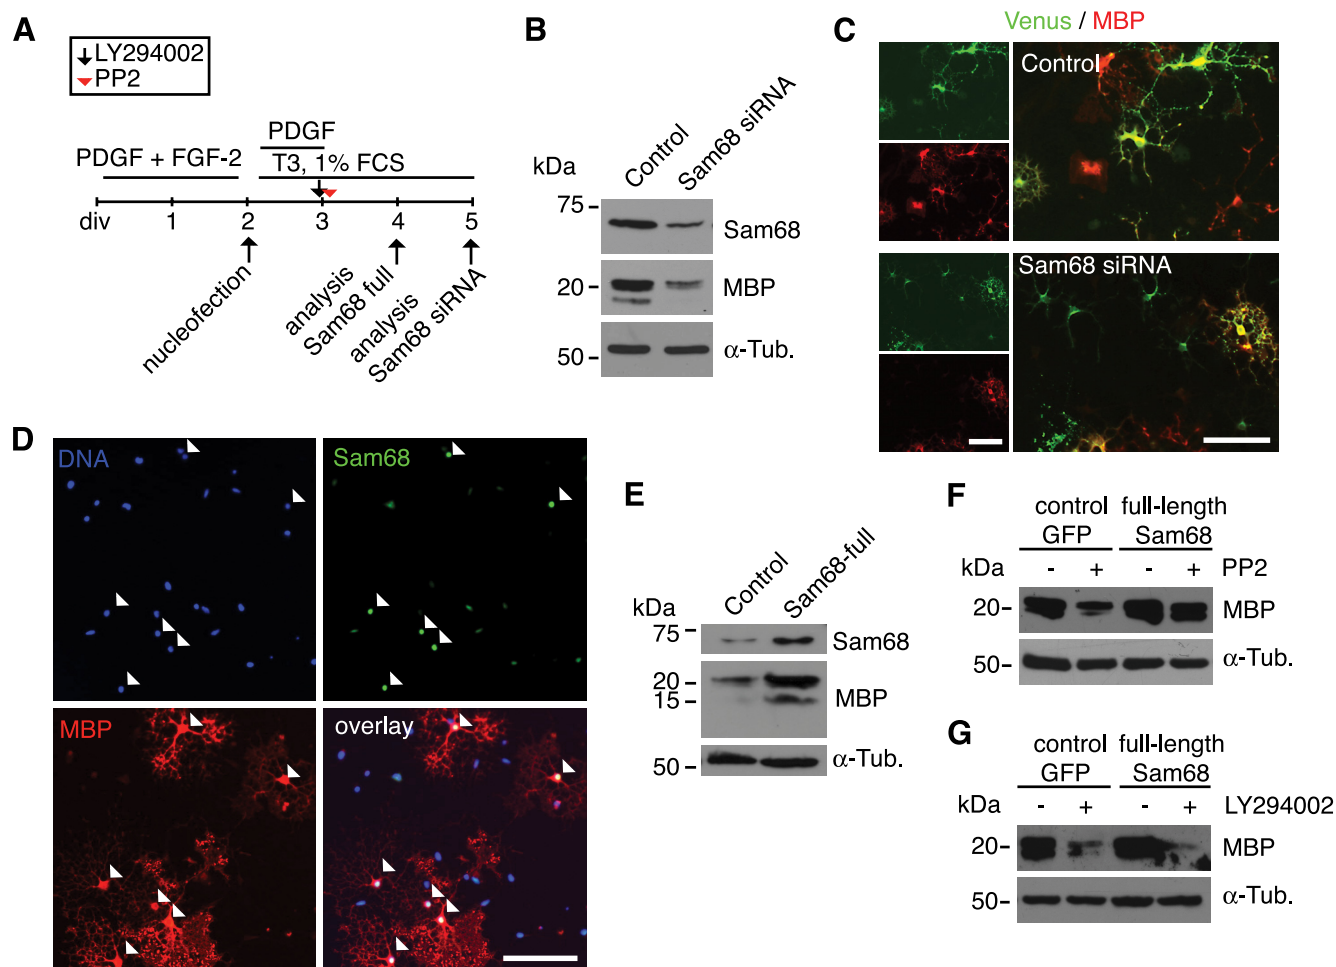 A
LY294002
PP2
PDGF
PDGF + FGF-2
T3, 1% FCS
div 1 2 3 4 5
nucleofection
analysis
Sam68 full
analysis
Sam68 siRNA
B
kDa
Control
Sam68 siRNA
75
Sam68
20
MBP
50
α-Tub.
C
Venus / MBP
Control
Sam68 siRNA
D
DNA
Sam68
MBP
overlay
E
kDa
Control
Sam68-full
75
Sam68
20
15
MBP
50
α-Tub.
F
control full-length
GFP Sam68
kDa - + - + PP2
20
MBP
50
α-Tub.
G
control full-length
GFP Sam68
kDa - + - + LY294002
20
MBP
50
α-Tub.